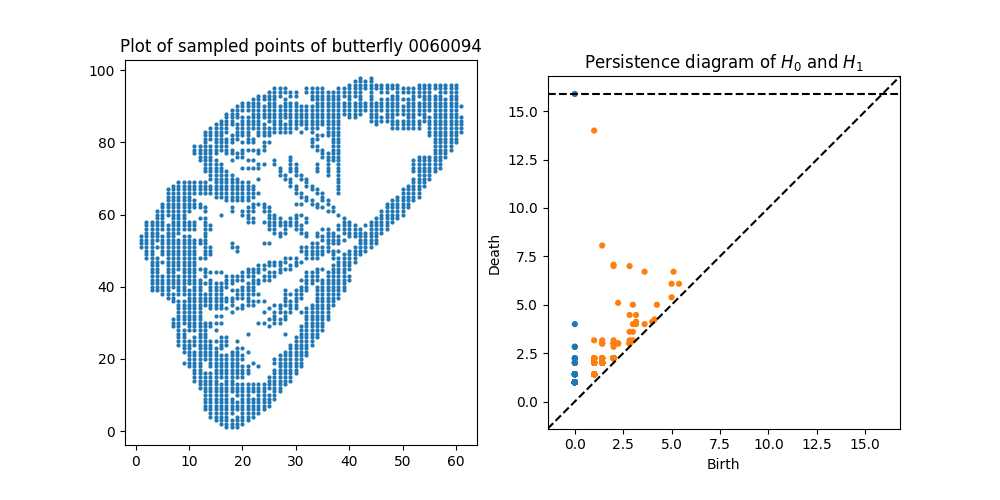 Plot of sampled points of butterfly 0060094
100
80
60
40
20
0
0 10 20 30 40 50 60
Persistence diagram of $H_0$ and $H_1$
Death
15.0
12.5
10.0
7.5
5.0
2.5
0.0
0.0 2.5 5.0 7.5 10.0 12.5 15.0
Birth